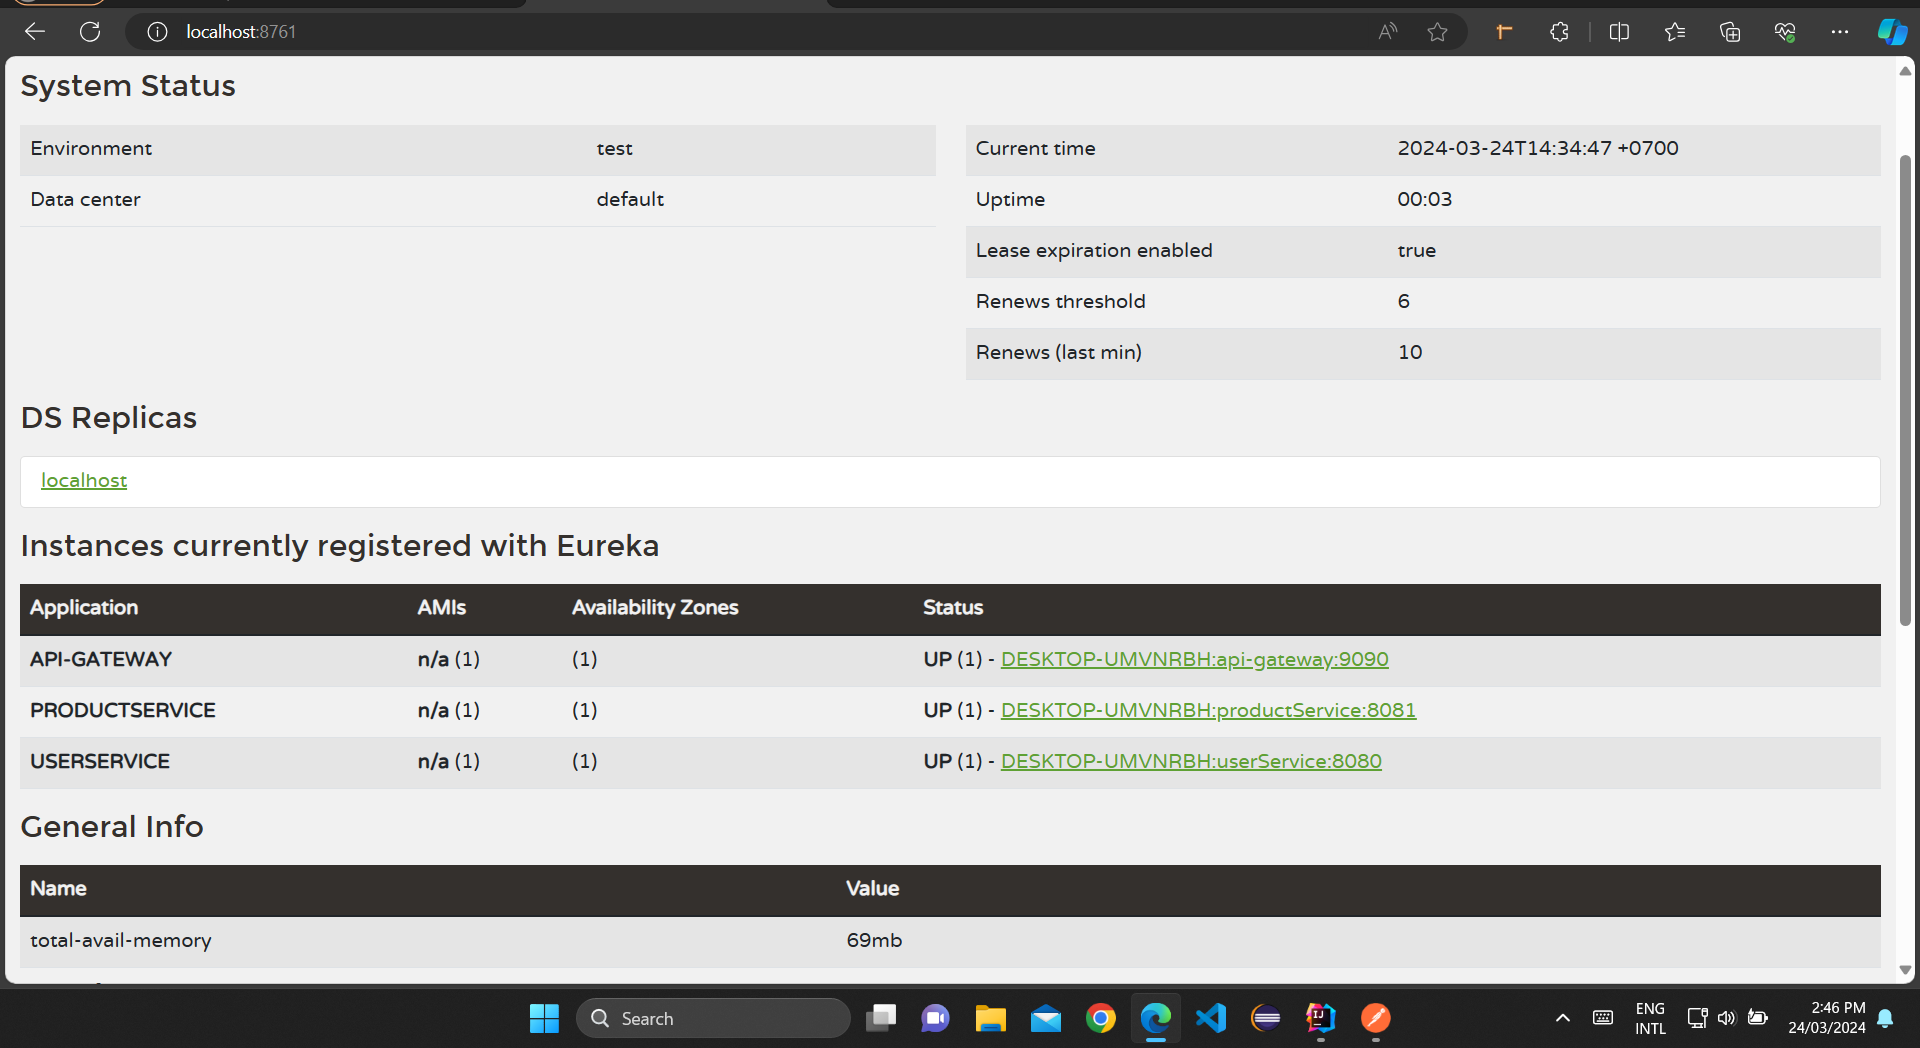 localhost:8761
System Status
Environment test
Data center default
Current time 2024-03-24T14:34:47 +0700
Uptime 00:03
Lease expiration enabled true
Renews threshold 6
Renews (last min) 10
DS Replicas
localhost
Instances currently registered with Eureka
Application AMIs Availability Zones Status
API-GATEWAY n/a (1) (1) UP (1) - DESKTOP-UMVNRBH:api-gateway:9090
PRODUCTSERVICE n/a (1) (1) UP (1) - DESKTOP-UMVNRBH:productService:8081
USERSERVICE n/a (1) (1) UP (1) - DESKTOP-UMVNRBH:userService:8080
General Info
Name Value
total-avail-memory 69mb
Search
ENG
INTL
2:46 PM
24/03/2024